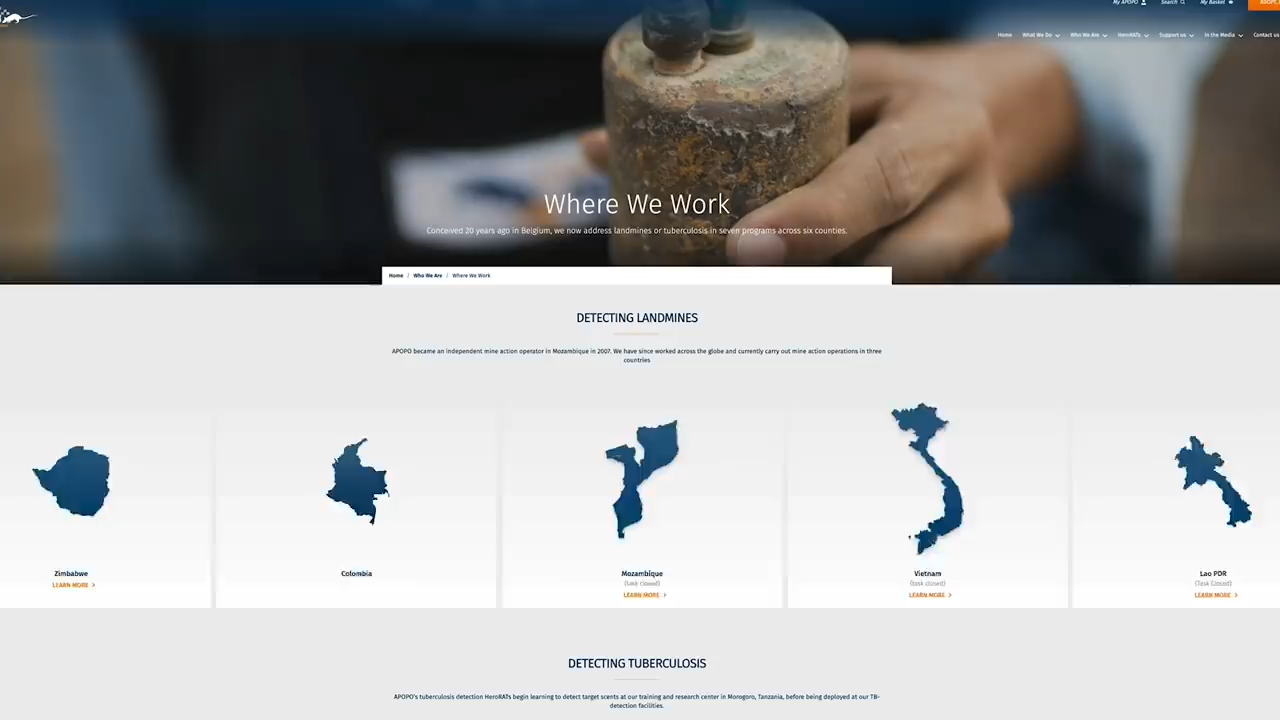 My APOPO
Search
My Basket
Home
What We Do
Who We Are
HeroRATs
Support us
In the Media
Contact us
Where We Work
Conceived 20 years ago in Belgium, we now address landmines or tuberculosis in seven programs across six counties.
Home / Who We Are / Where We Work
DETECTING LANDMINES
APOPO became an independent mine action operator in Mozambique in 2007. We have since worked across the globe and currently carry out mine action operations in three
countries
Zimbabwe
LEARN MORE >
Colombia
Mozambique
(task closed)
LEARN MORE >
Vietnam
(task closed)
LEARN MORE >
Lao PDR
(Task Closed)
LEARN MORE >
DETECTING TUBERCULOSIS
APOPO's tuberculosis detection HeroRATs begin learning to detect target scents at our training and research center in Morogoro, Tanzania, before being deployed at our TB-
detection facilities.